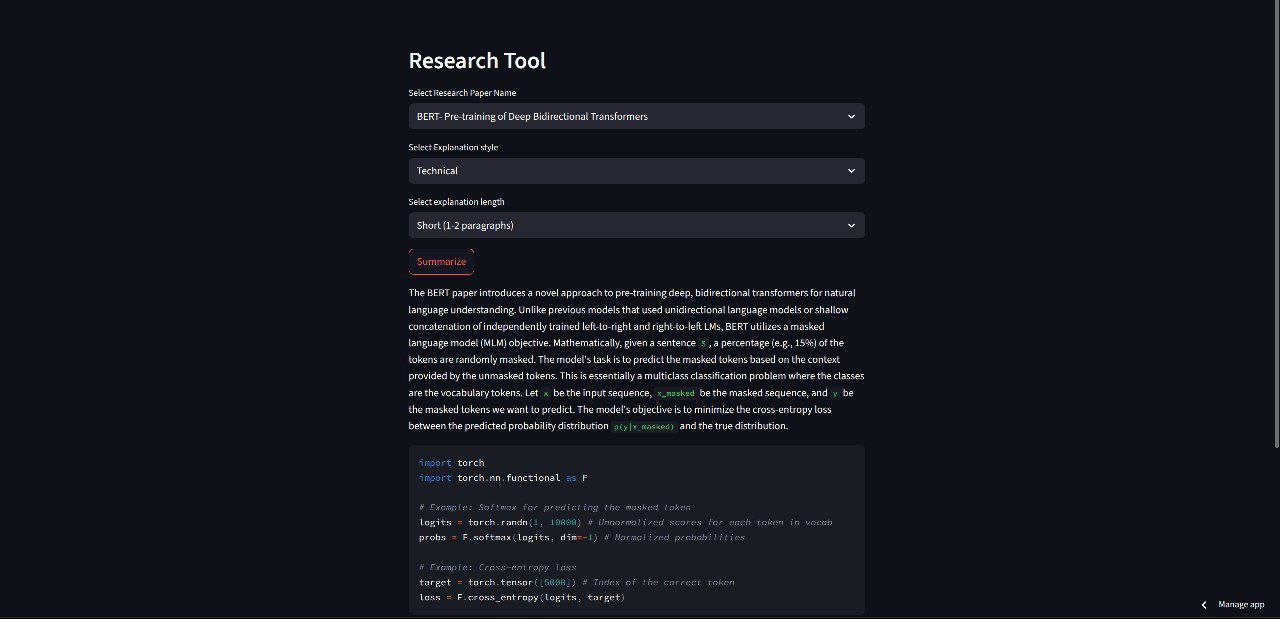 Research Tool
Select Research Paper Name
BERT- Pre-training of Deep Bidirectional Transformers
Select Explanation style
Technical
Select explanation length
Short (1-2 paragraphs)
Summarize
The BERT paper introduces a novel approach to pre-training deep, bidirectional transformers for natural
language understanding. Unlike previous models that used unidirectional language models or shallow
concatenation of independently trained left-to-right and right-to-left LMs, BERT utilizes a masked
language model (MLM) objective. Mathematically, given a sentence S, a percentage (e.g., 15%) of the
tokens are randomly masked. The model's task is to predict the masked tokens based on the context
provided by the unmasked tokens. This is essentially a multiclass classification problem where the classes
are the vocabulary tokens. Let x be the input sequence, x_masked be the masked sequence, and y be
the masked tokens we want to predict. The model's objective is to minimize the cross-entropy loss
between the predicted probability distribution p(y|x_masked) and the true distribution.
import torch
import torch.nn.functional as F
# Example: Softmax for predicting the masked token
logits = torch.randn(1, 10000) # Unnormalized scores for each token in vocab
probs = F.softmax(logits, dim=-1) # Normalized probabilities
# Example: Cross-entropy loss
target = torch.tensor([5000]) # Index of the correct token
loss = F.cross_entropy(logits, target)
Manage app